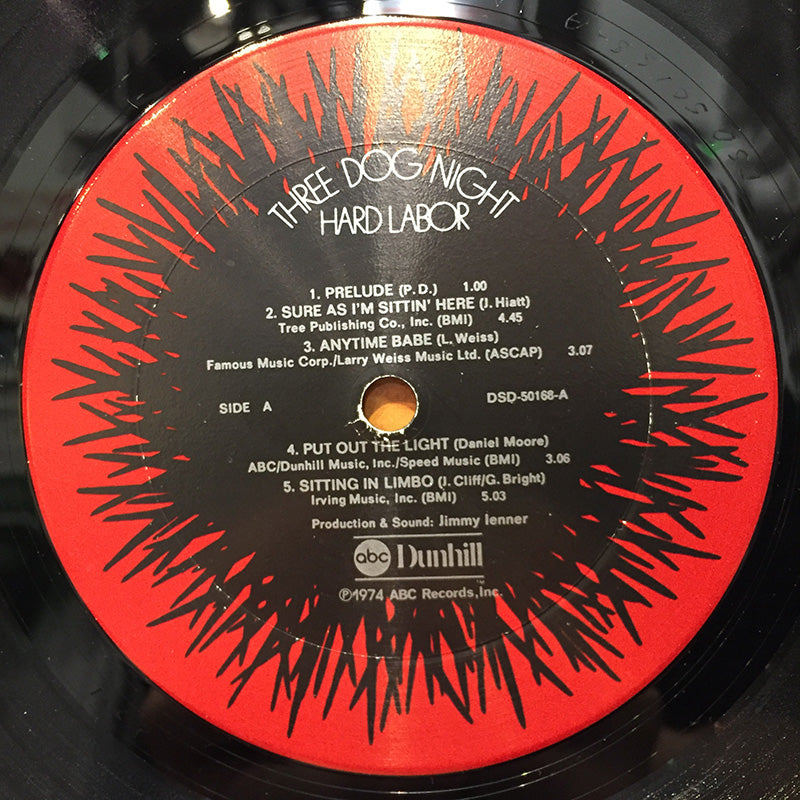 THREE DOG NIGHT
HARD LABOR
1. PRELUDE (P.D.) 1.00
2. SURE AS I'M SITTIN' HERE (J. Hiatt)
Tree Publishing Co., Inc. (BMI) 4.45
3. ANYTIME BABE (L. Weiss)
Famous Music Corp./Larry Weiss Music Ltd. (ASCAP) 3.07
SIDE A DSD-50168-A
4. PUT OUT THE LIGHT (Daniel Moore)
ABC/Dunhill Music, Inc./Speed Music (BMI) 3.06
5. SITTING IN LIMBO (J. Cliff/G. Bright)
Irving Music, Inc. (BMI) 5.03
Production & Sound: Jimmy Ienner
abc Dunhill
℗1974 ABC Records, Inc.